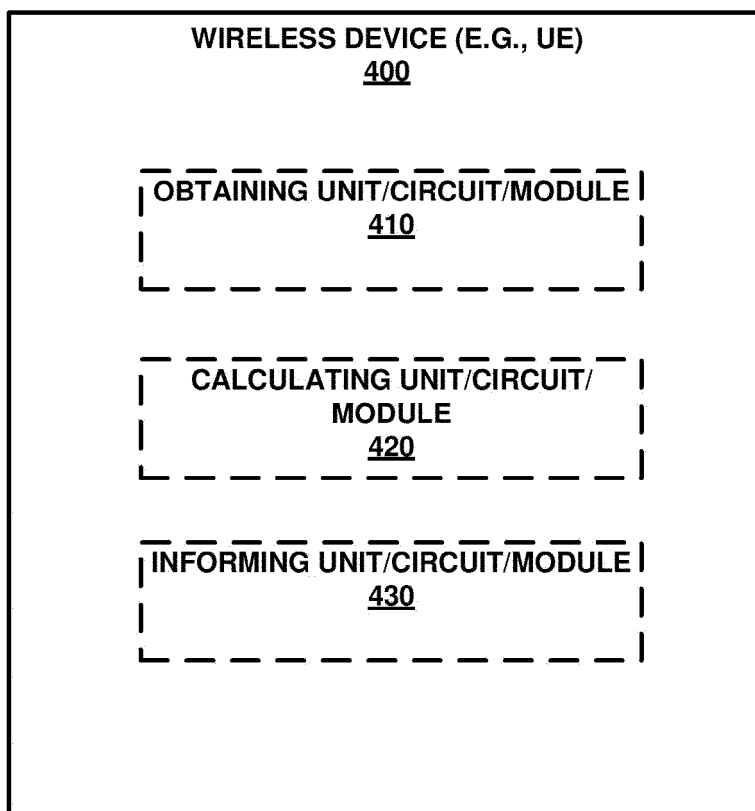 WIRELESS DEVICE (E.G., UE)
400
OBTAINING UNIT/CIRCUIT/MODULE
410
CALCULATING UNIT/CIRCUIT/
MODULE
420
INFORMING UNIT/CIRCUIT/MODULE
430